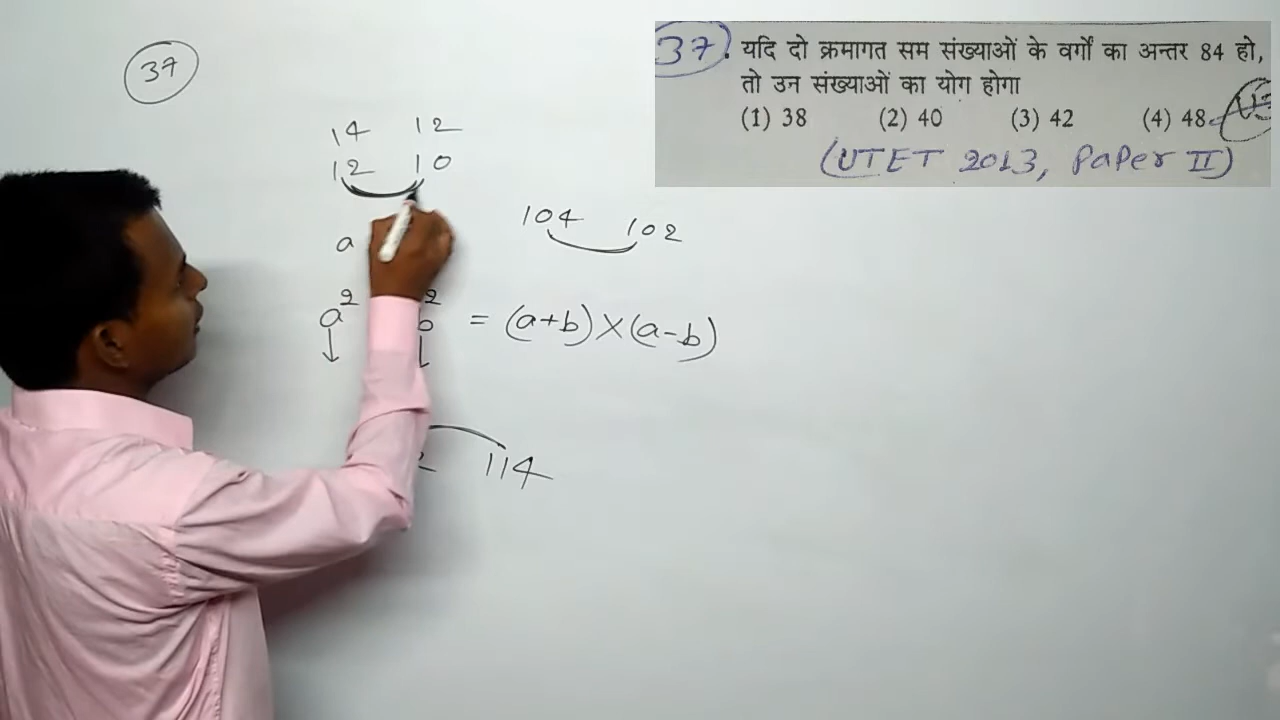 37. यदि दो क्रमागत सम संख्याओं के वर्गों का अन्तर 84 हो,
तो उन संख्याओं का योग होगा
(1) 38 (2) 40 (3) 42 (4) 48
(UTET 2013, PaPer II)
37
14 12
12 10
104 102
a
a² b² = (a+b)×(a-b)
114